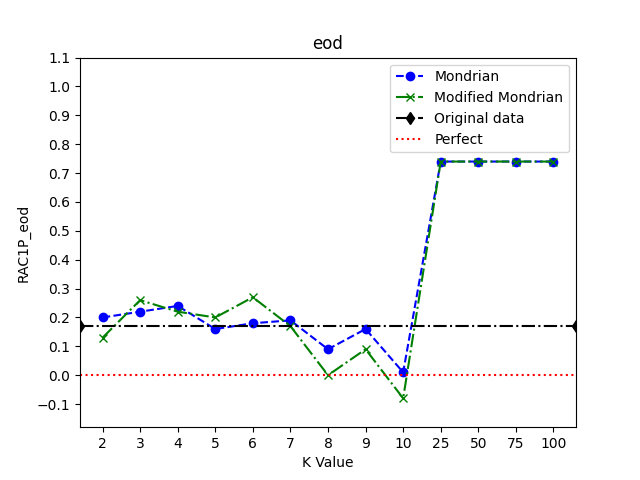 eod
1.1
1.0
0.9
0.8
0.7
0.6
0.5
0.4
0.3
0.2
0.1
0.0
−0.1
RAC1P_eod
Mondrian
Modified Mondrian
Original data
Perfect
2 3 4 5 6 7 8 9 10 25 50 75 100
K Value